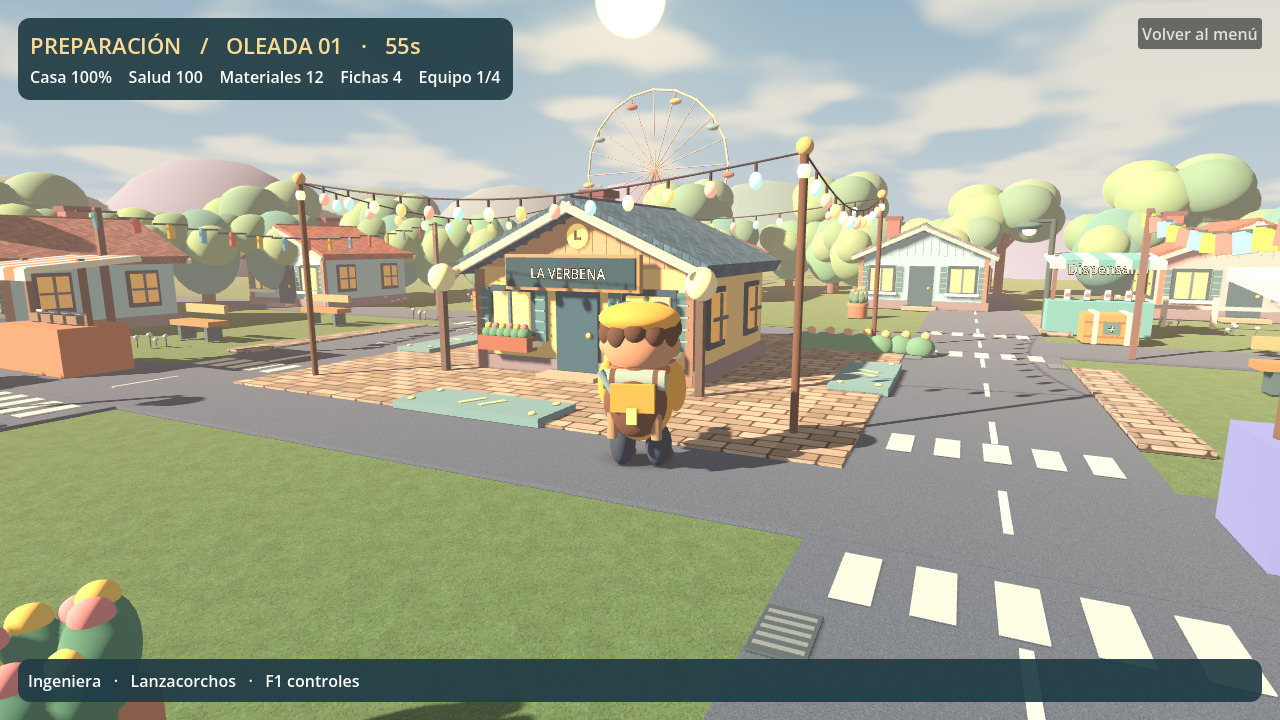 PREPARACIÓN / OLEADA 01 · 55s
Casa 100% Salud 100 Materiales 12 Fichas 4 Equipo 1/4
Volver al menú
LA VERBENA
Ingeniera · Lanzacorchos · F1 controles